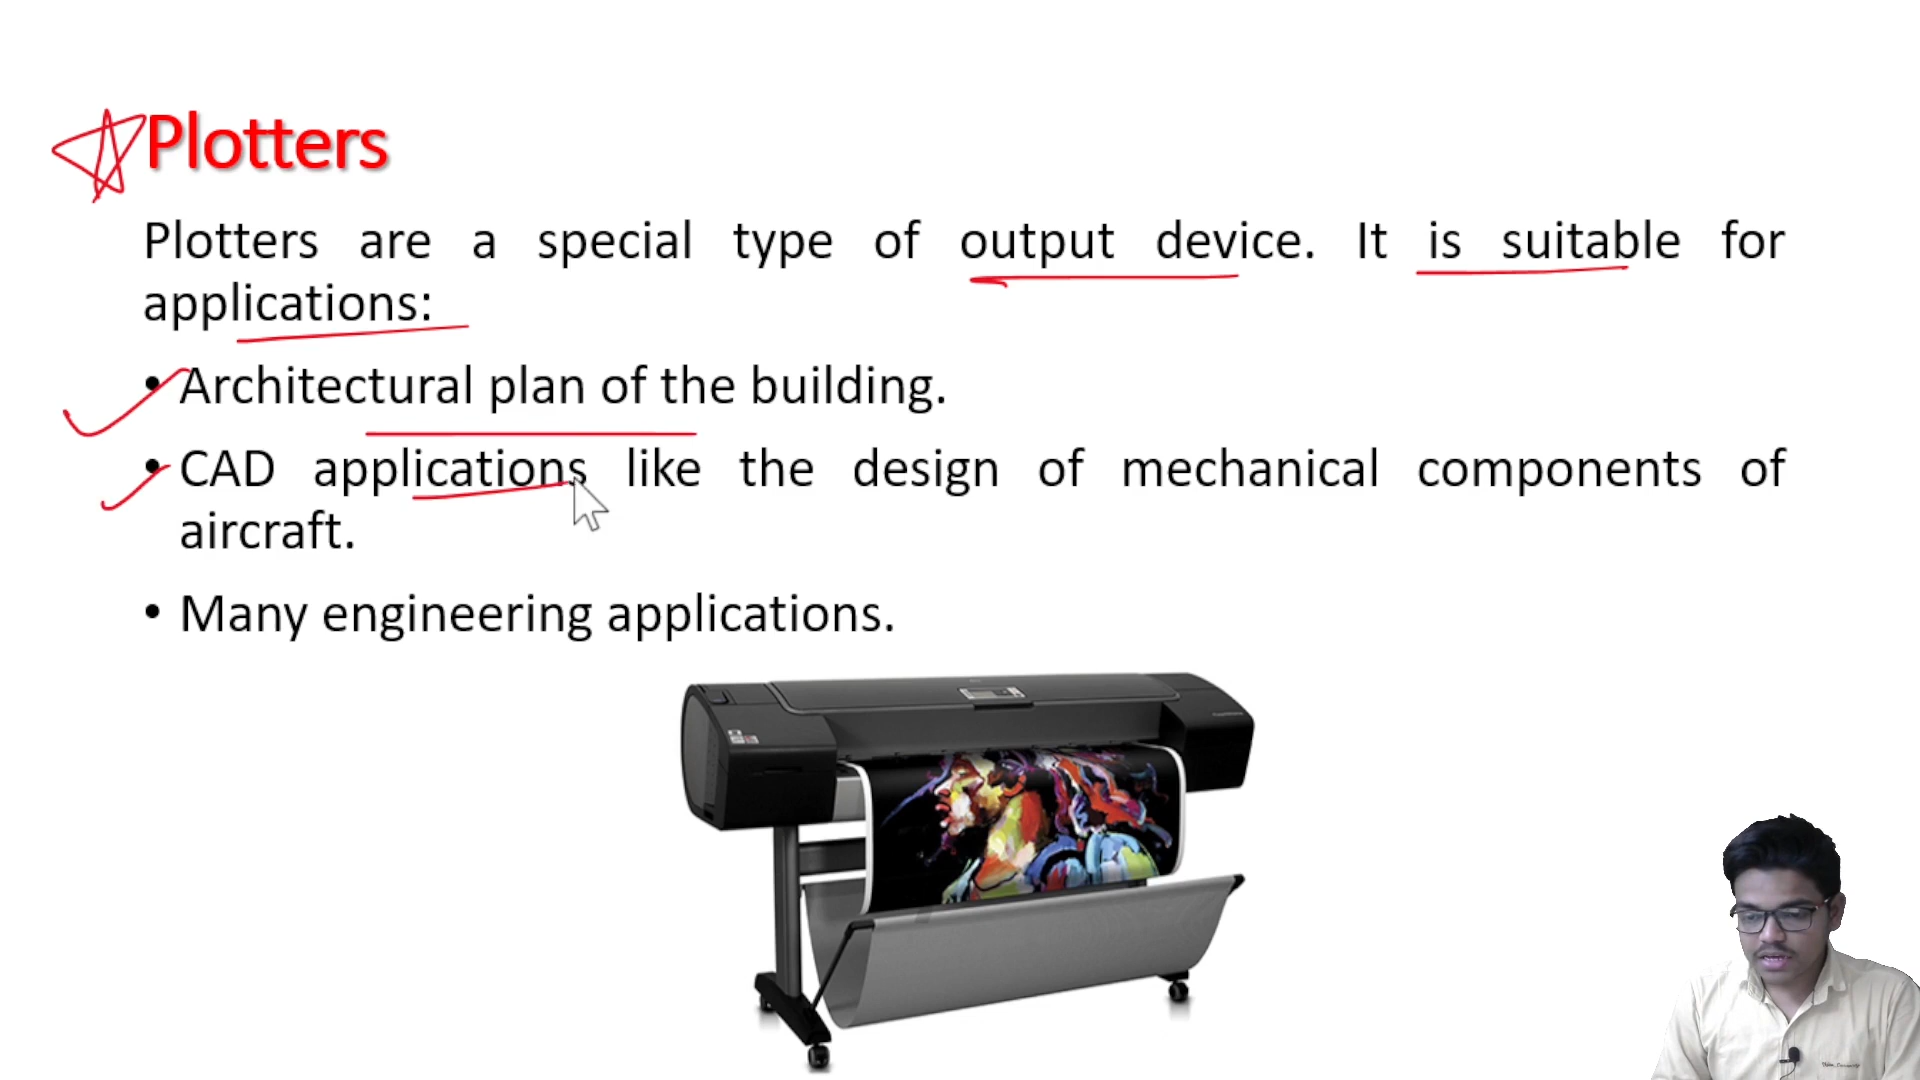 Plotters
Plotters are a special type of output device. It is suitable for
applications:
• Architectural plan of the building.
• CAD applications like the design of mechanical components of
aircraft.
• Many engineering applications.